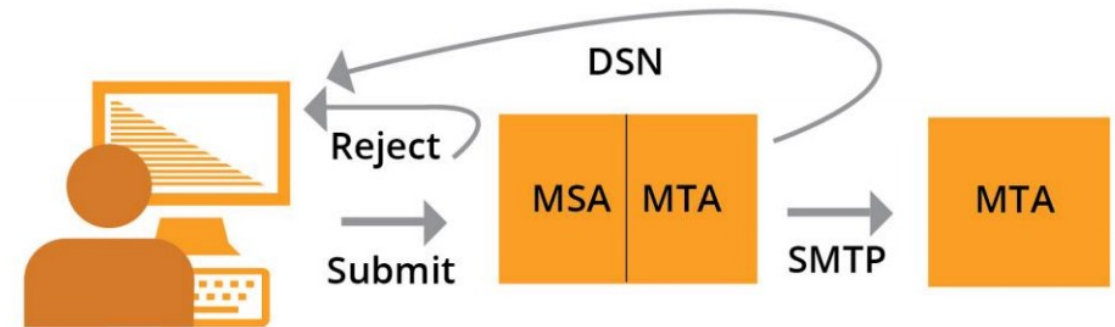 DSN
Reject
MSA MTA
MTA
Submit
SMTP